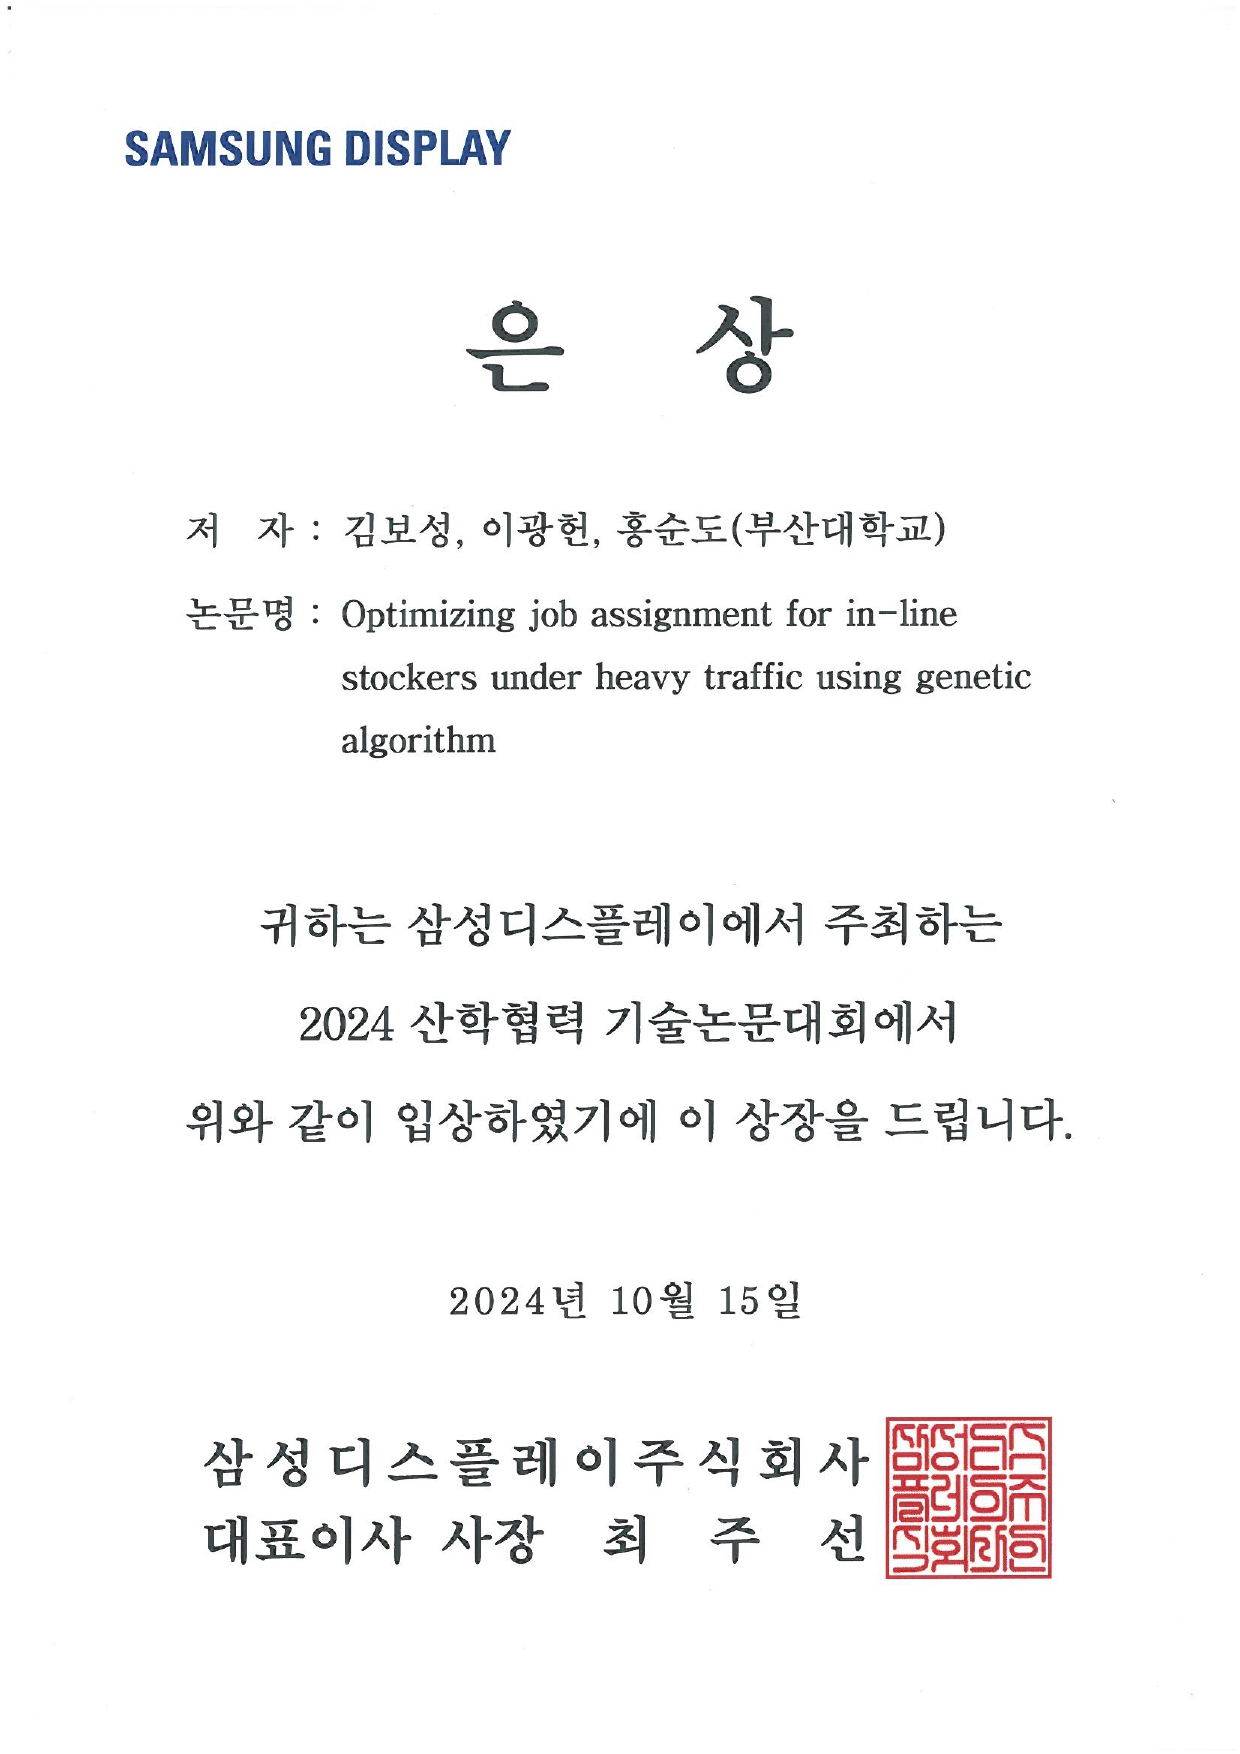 SAMSUNG DISPLAY
은 상
저 자 : 김보성, 이광헌, 홍순도(부산대학교)
논문명 : Optimizing job assignment for in-line
stockers under heavy traffic using genetic
algorithm
귀하는 삼성디스플레이에서 주최하는
2024 산학협력 기술논문대회에서
위와 같이 입상하였기에 이 상장을 드립니다.
2024년 10월 15일
삼성디스플레이주식회사
대표이사 사장 최 주 선